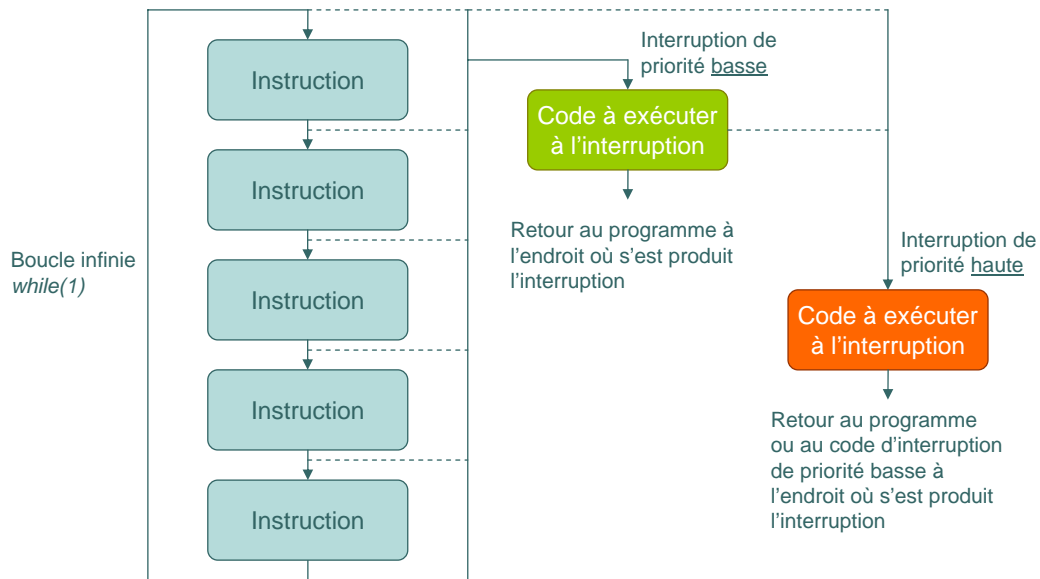 Boucle infinie
while(1)
Instruction
Instruction
Instruction
Instruction
Instruction
Interruption de
priorité basse
Code à exécuter
à l’interruption
Retour au programme à
l’endroit où s’est produit
l’interruption
Interruption de
priorité haute
Code à exécuter
à l’interruption
Retour au programme
ou au code d’interruption
de priorité basse à
l’endroit où s’est produit
l’interruption